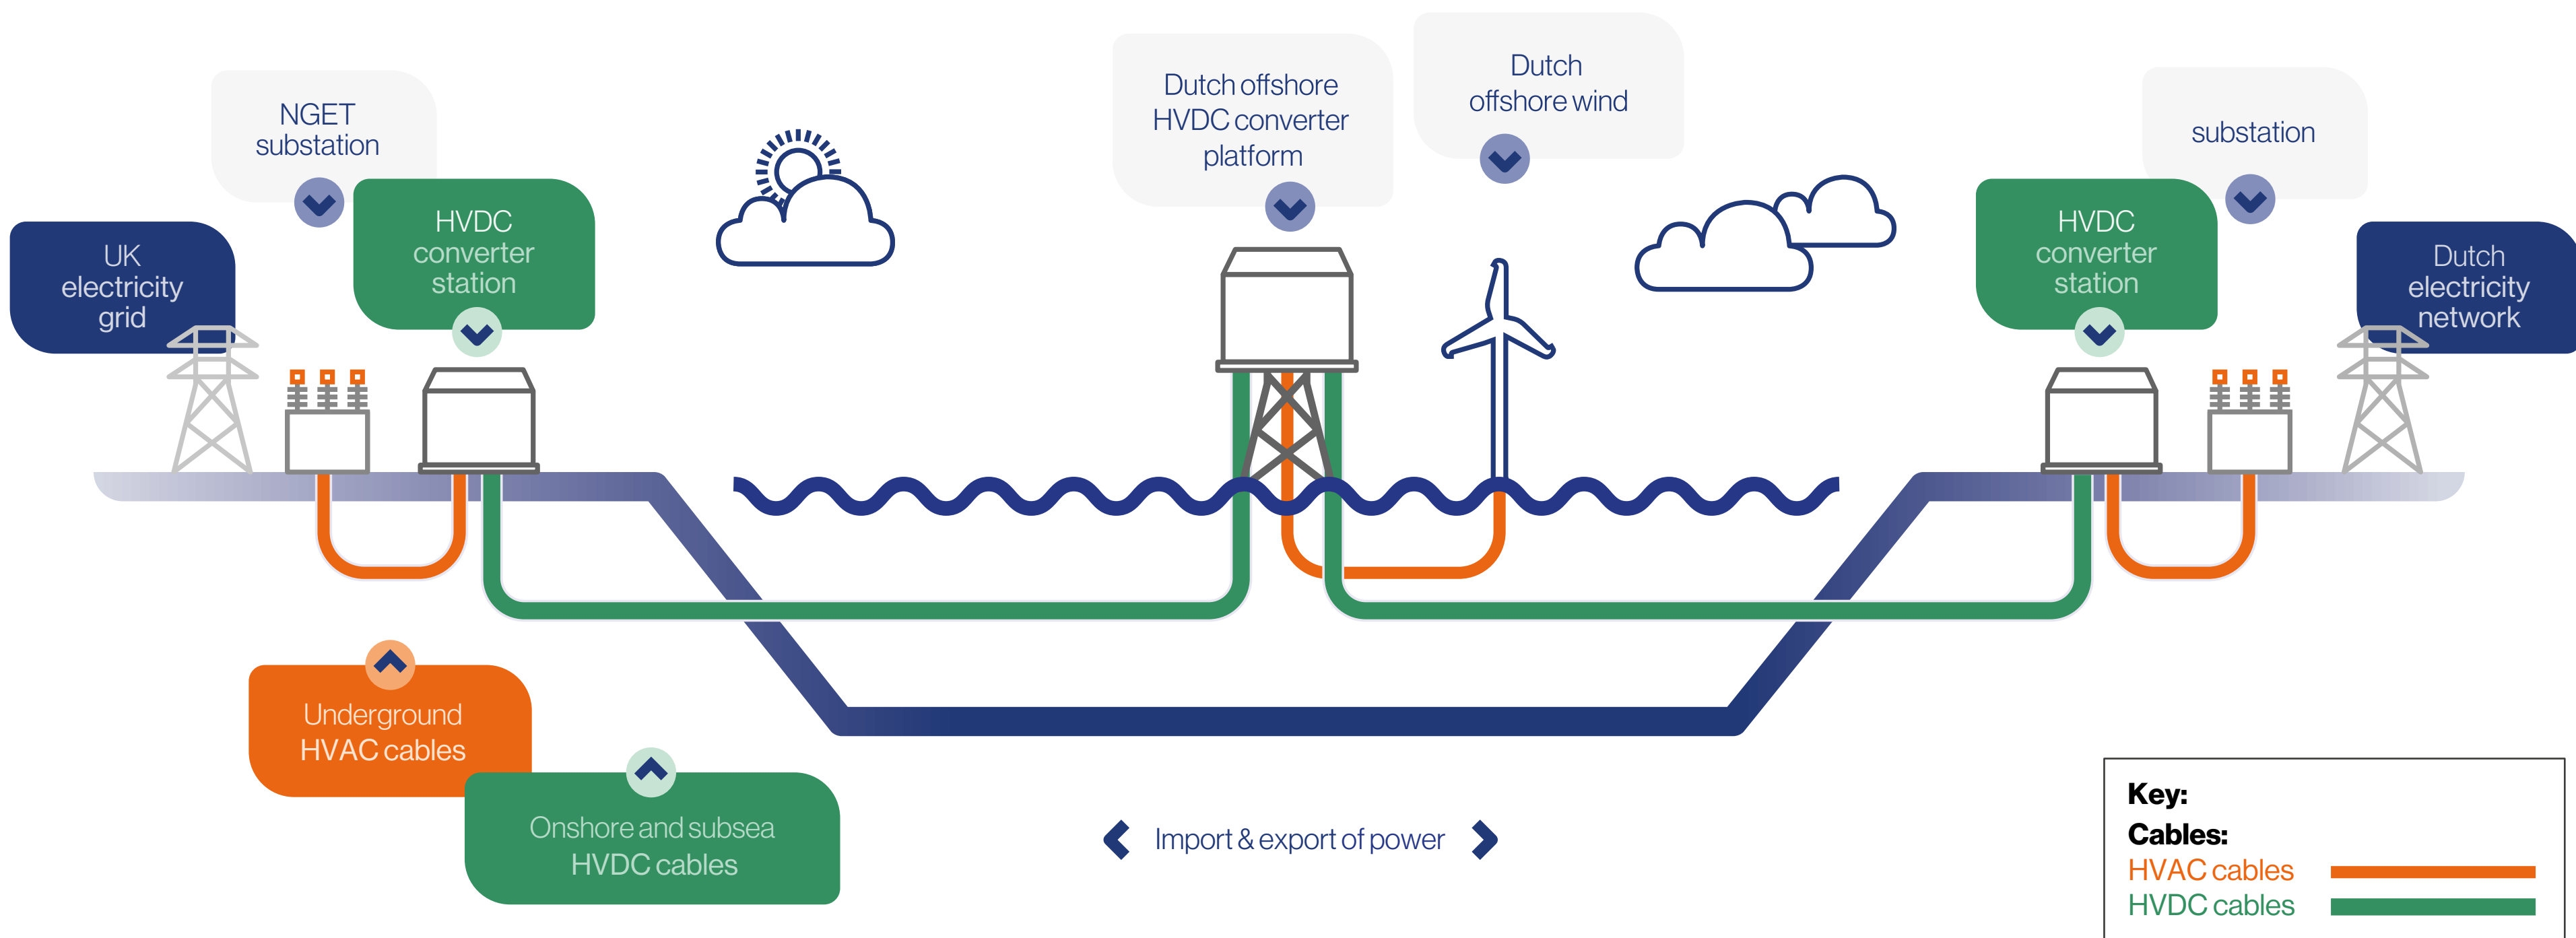 UK
electricity
grid
NGET
substation
HVDC
converter
station
Dutch offshore
HVDC converter
platform
Dutch
offshore wind
HVDC
converter
station
substation
Dutch
electricity
network
Underground
HVAC cables
Onshore and subsea
HVDC cables
Import & export of power
Key:
Cables:
HVAC cables
HVDC cables